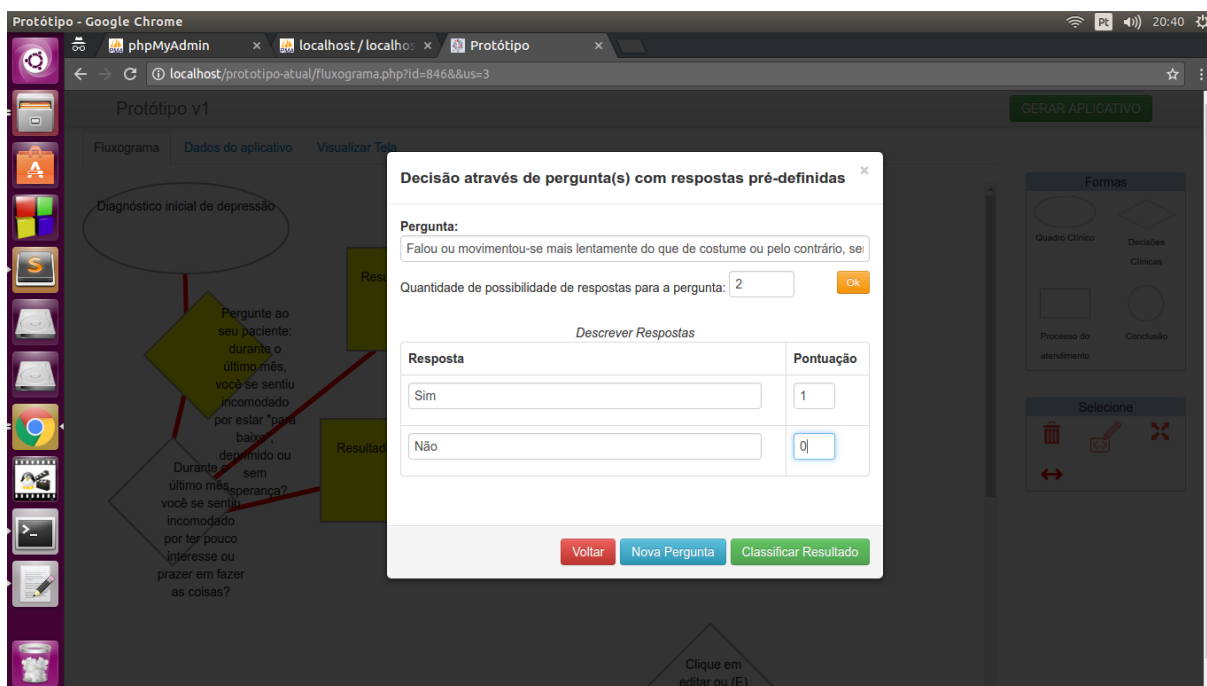 Protótipo - Google Chrome
Pt
20:40
phpMyAdmin ×
localhost / localhos ×
Protótipo ×
localhost/prototipo-atual/fluxograma.php?id=846&&us=3
Protótipo v1
GERAR APLICATIVO
Fluxograma Dados do aplicativo Visualizar Tela
Diagnóstico inicial de depressão
Pergunte ao
seu paciente:
durante o
último mês,
você se sentiu
incomodado
por estar "para
baixo",
deprimido ou
sem
sperança?
Durante o
último mês,
você se sentiu
incomodado
por ter pouco
interesse ou
prazer em fazer
as coisas?
Resu
Resultad
Decisão através de pergunta(s) com respostas pré-definidas ×
Pergunta:
Falou ou movimentou-se mais lentamente do que de costume ou pelo contrário, se
Quantidade de possibilidade de respostas para a pergunta: 2 Ok
Descrever Respostas
Resposta Pontuação
Sim 1
Não 0
Voltar Nova Pergunta Classificar Resultado
Clique em
editar ou (E)
Formas
Quadro Clínico
Decisões
Clínicas
Processo do
atendimento
Conclusão
Selecione